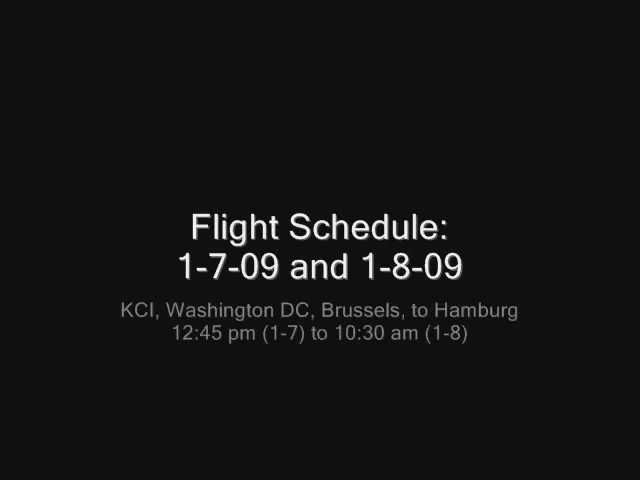 Flight Schedule:
1-7-09 and 1-8-09
KCI, Washington DC, Brussels, to Hamburg
12:45 pm (1-7) to 10:30 am (1-8)